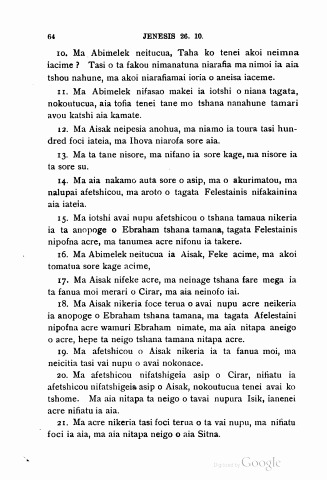 64 JENESIS 26. 10.
10. Ma Abimelek neitucua, Taha ko tenei akoi neimna
iacime ? Tasi o ta fakou nimanatuna niarafia ma nimoi ia aia
tshou nahune, ma akoi niarafiamai ioria o aneisa iaceme.
11. Ma Abimelek nifasao makei ia iotshi o niana tagata,
nokoutucua, aia tofia tenei tane mo tshana nanahune tamari
avou katshi aia kamate.
12. Ma Aisak neipesia anohua, ma niamo ia toura tasi hun-
dred foci iateia, ma Ihova niarofa sore aia.
13. Ma ta tane nisore, ma nifano ia sore kage, ma nisore ia
ta sore su.
14. Ma aia nakamo auta sore o asip, ma o akurimatou, ma
nalupai afetshicou, ma aroto o tagata Felestainis nifakainina
aia iateia.
15. Ma iotshi avai nupu afetshicou o tshana tamaua nikeria
ia ta anopoge o Ebraham tshana tamana, tagata Felestainis
nipofna acre, ma tanumea acre nifonu ia takere.
16. Ma Abimelek neitucua ia Aisak, Feke acime, ma akoi
tomatua sore kage acime,
17. Ma Aisak nifeke acre, ma neinage tshana fare mega ia
ta fanua moi merari o Cirar, ma aia neinofo iai.
18. Ma Aisak nikeria foce terua o avai nupu acre neikeria
ia anopoge o Ebraham tshana tamana, ma tagata Afelestaini
nipofna acre wamuri Ebraham nimate, ma aia nitapa aneigo
o acre, hepe ta neigo tshana tamana nitapa acre.
19. Ma afetshicou o Aisak nikeria ia ta fanua moi, ma
neicitia tasi vai nupu o avai nokonace.
20. Ma afetshicou nifatshigeia asip o Cirar, nifiatu ia
afetshicou nifatshigeia asip o Aisak, nokoutucua tenei avai ko
tshome. Ma aia nitapa ta neigo o tavai nupura Isik, ianenei
acre nifiatu ia aia.
21. Ma acre nikeria tasi foci terua o ta vai nupu, ma nifiatu
foci ia aia, ma aia nitapa neigo o aia Sitna.
Digitized by Google